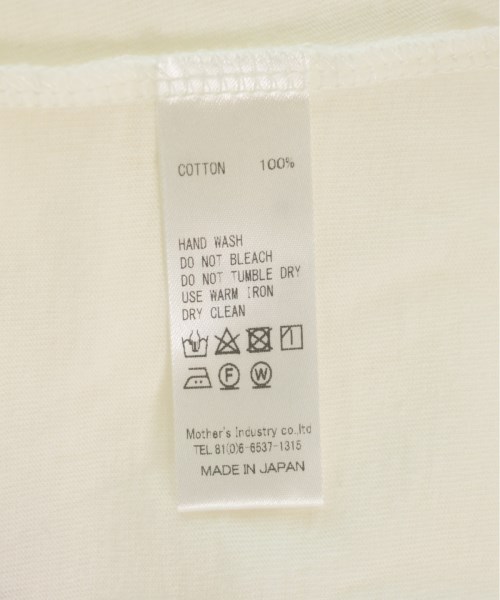 COTTON 100%
HAND WASH
DO NOT BLEACH
DO NOT TUMBLE DRY
USE WARM IRON
DRY CLEAN
F W
Mother's Industry co.,ltd
TEL 81(0)6-6537-1315
MADE IN JAPAN